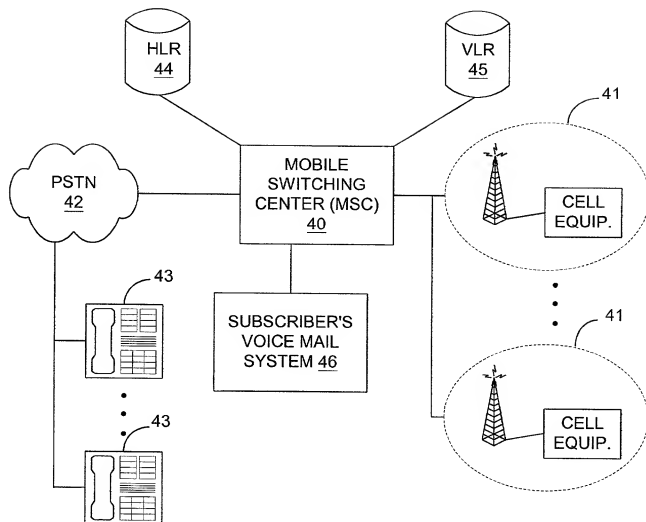 HLR
44
VLR
45
41
PSTN
42
MOBILE
SWITCHING
CENTER (MSC)
40
CELL
EQUIP.
43
SUBSCRIBER'S
VOICE MAIL
SYSTEM 46
41
43
CELL
EQUIP.